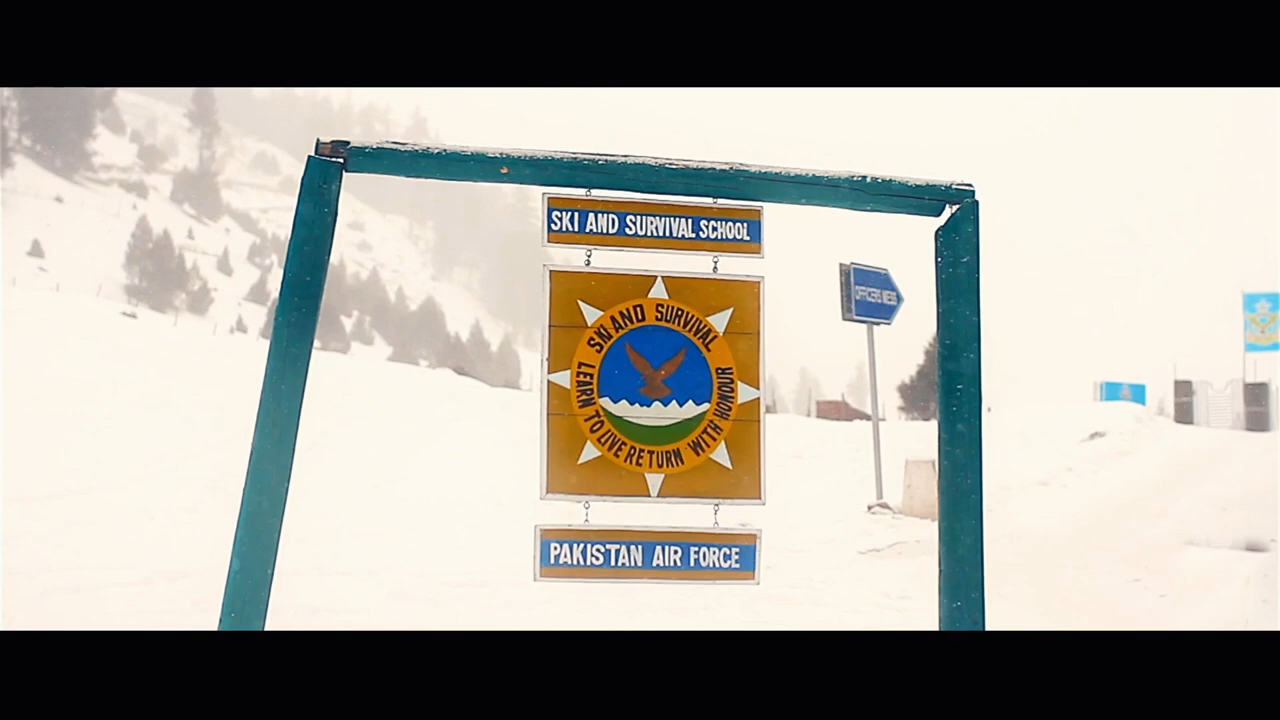 SKI AND SURVIVAL SCHOOL
SKI AND SURVIVAL
LEARN TO LIVE RETURN WITH HONOUR
PAKISTAN AIR FORCE
OFFICERS MESS